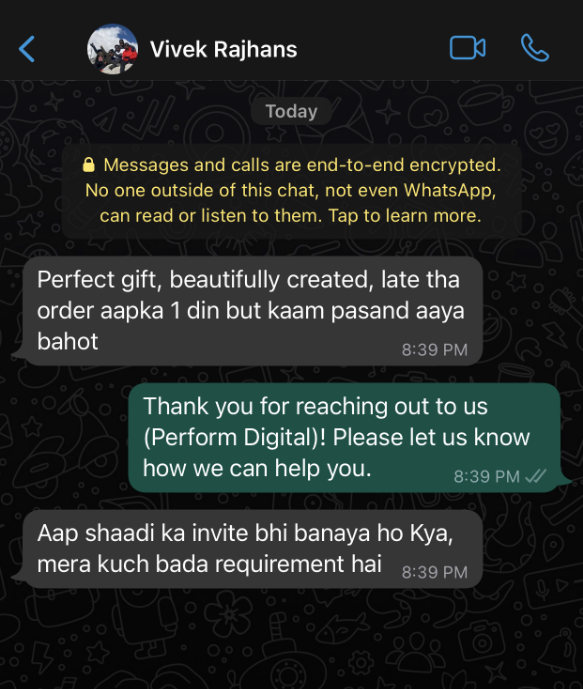 Vivek Rajhans
Today
Messages and calls are end-to-end encrypted.
No one outside of this chat, not even WhatsApp,
can read or listen to them. Tap to learn more.
Perfect gift, beautifully created, late tha
order aapka 1 din but kaam pasand aaya
bahot
8:39 PM
Thank you for reaching out to us
(Perform Digital)! Please let us know
how we can help you.
8:39 PM
Aap shaadi ka invite bhi banaya ho Kya,
mera kuch bada requirement hai
8:39 PM